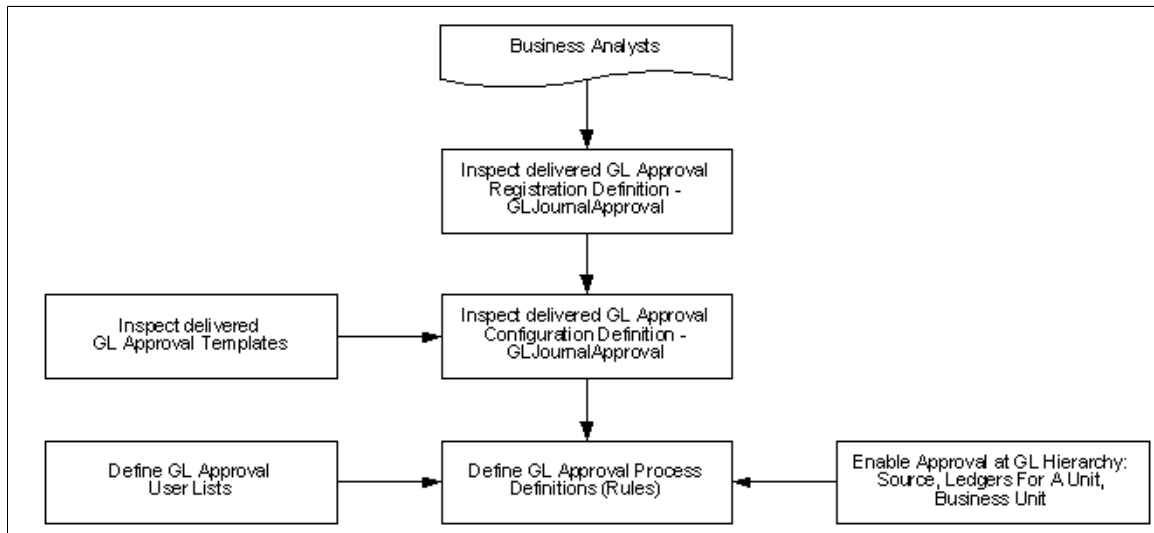 Business Analysts
Inspect delivered GL Approval
Registration Definition -
GLJournalApproval
Inspect delivered
GL Approval Templates
Inspect delivered GL Approval
Configuration Definition -
GLJournalApproval
Define GL Approval
User Lists
Define GL Approval Process
Definitions (Rules)
Enable Approval at GL Hierarchy:
Source, Ledgers For A Unit,
Business Unit